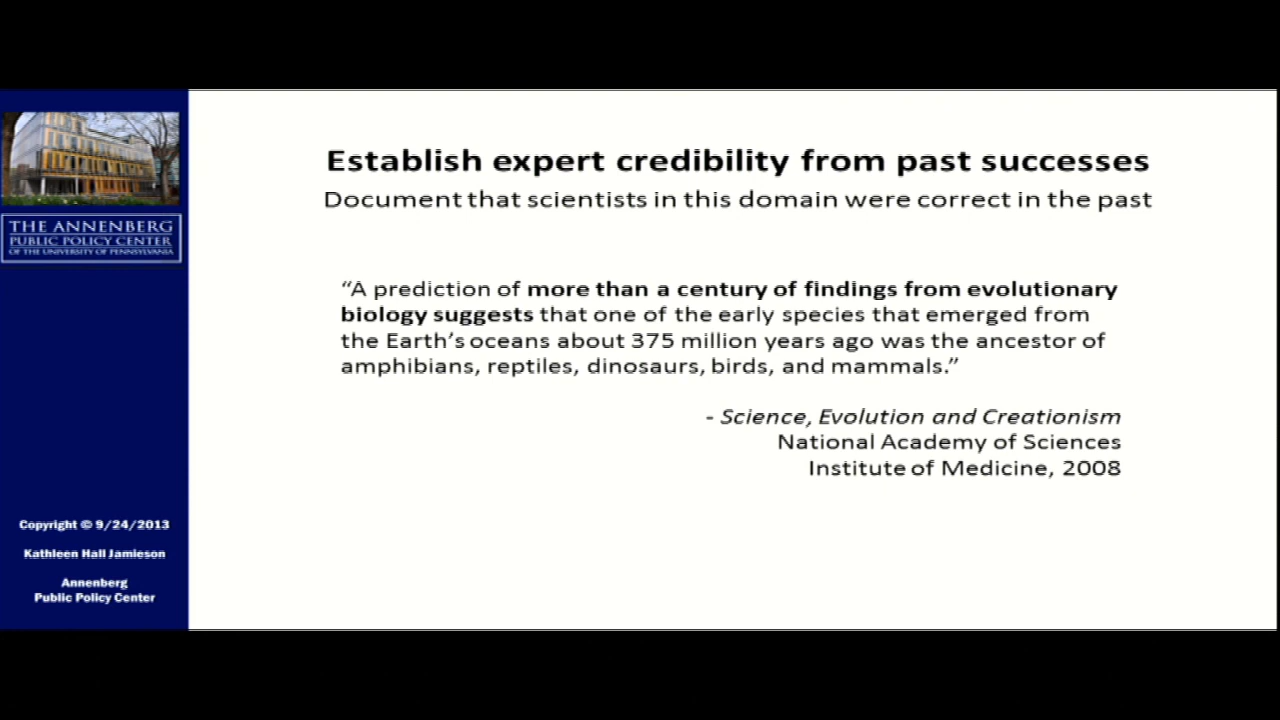 THE ANNENBERG
PUBLIC POLICY CENTER
OF THE UNIVERSITY OF PENNSYLVANIA
Establish expert credibility from past successes
Document that scientists in this domain were correct in the past
“A prediction of more than a century of findings from evolutionary
biology suggests that one of the early species that emerged from
the Earth’s oceans about 375 million years ago was the ancestor of
amphibians, reptiles, dinosaurs, birds, and mammals.”
- Science, Evolution and Creationism
National Academy of Sciences
Institute of Medicine, 2008
Copyright © 9/24/2013
Kathleen Hall Jamieson
Annenberg
Public Policy Center